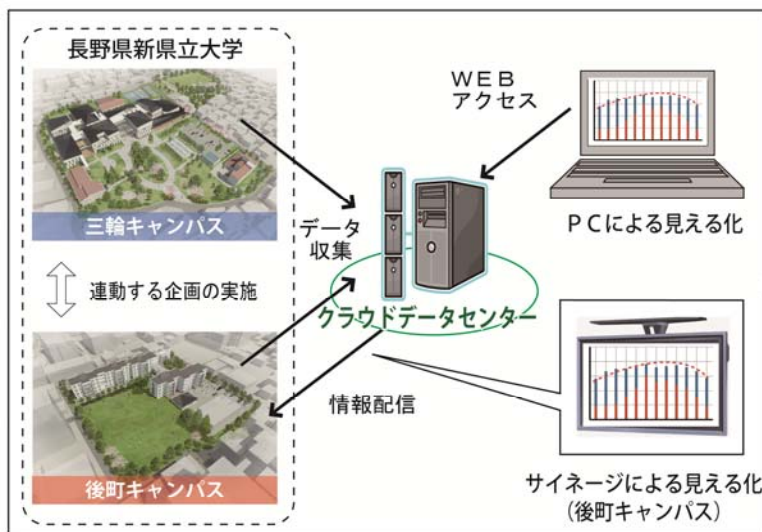 長野県新県立大学
三輪キャンパス
連動する企画の実施
後町キャンパス
データ
収集
クラウドデータセンター
情報配信
ＷＥＢ
アクセス
ＰＣによる見える化
サイネージによる見える化
(後町キャンパス)